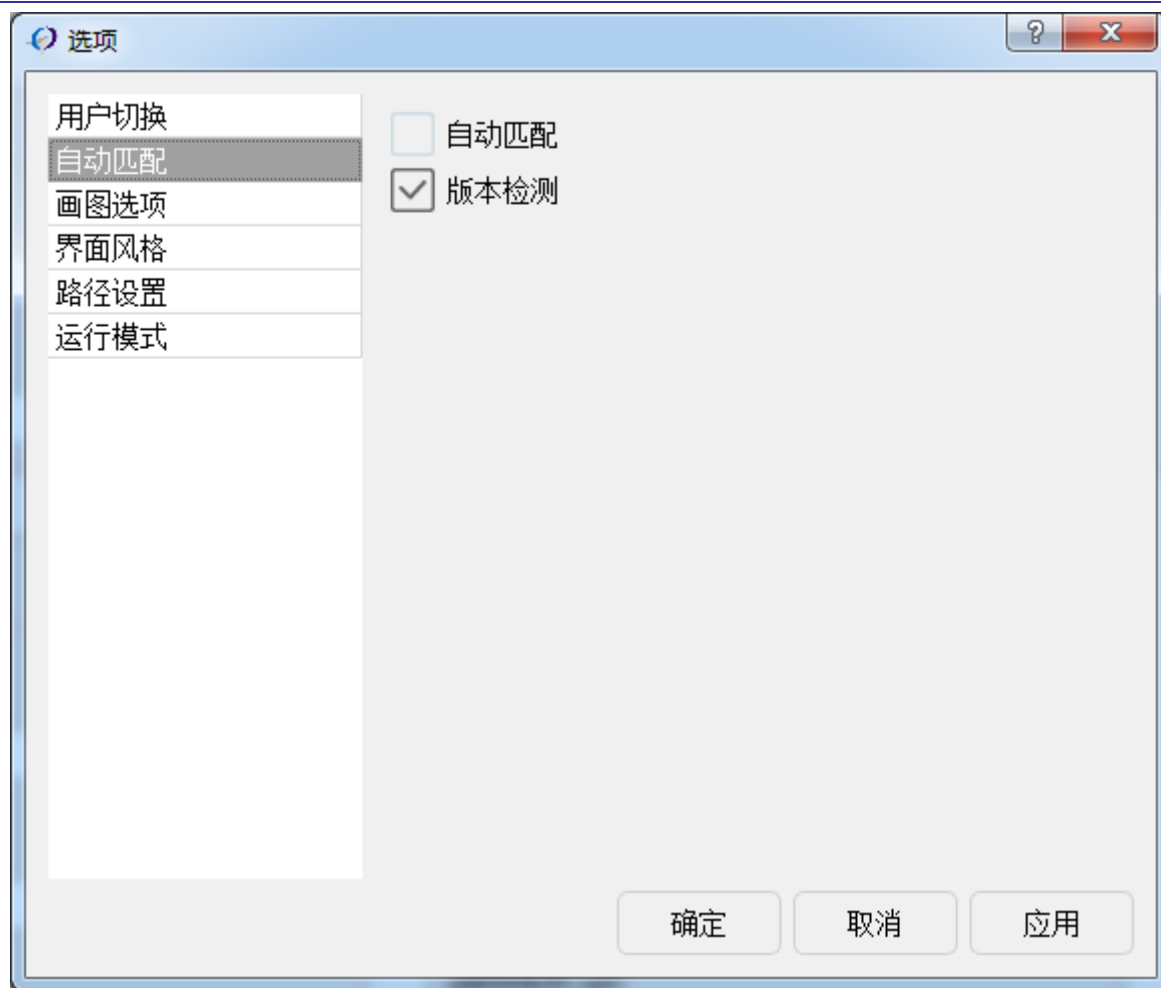 选项
用户切换
自动匹配
画图选项
界面风格
路径设置
运行模式
自动匹配
版本检测
确定
取消
应用